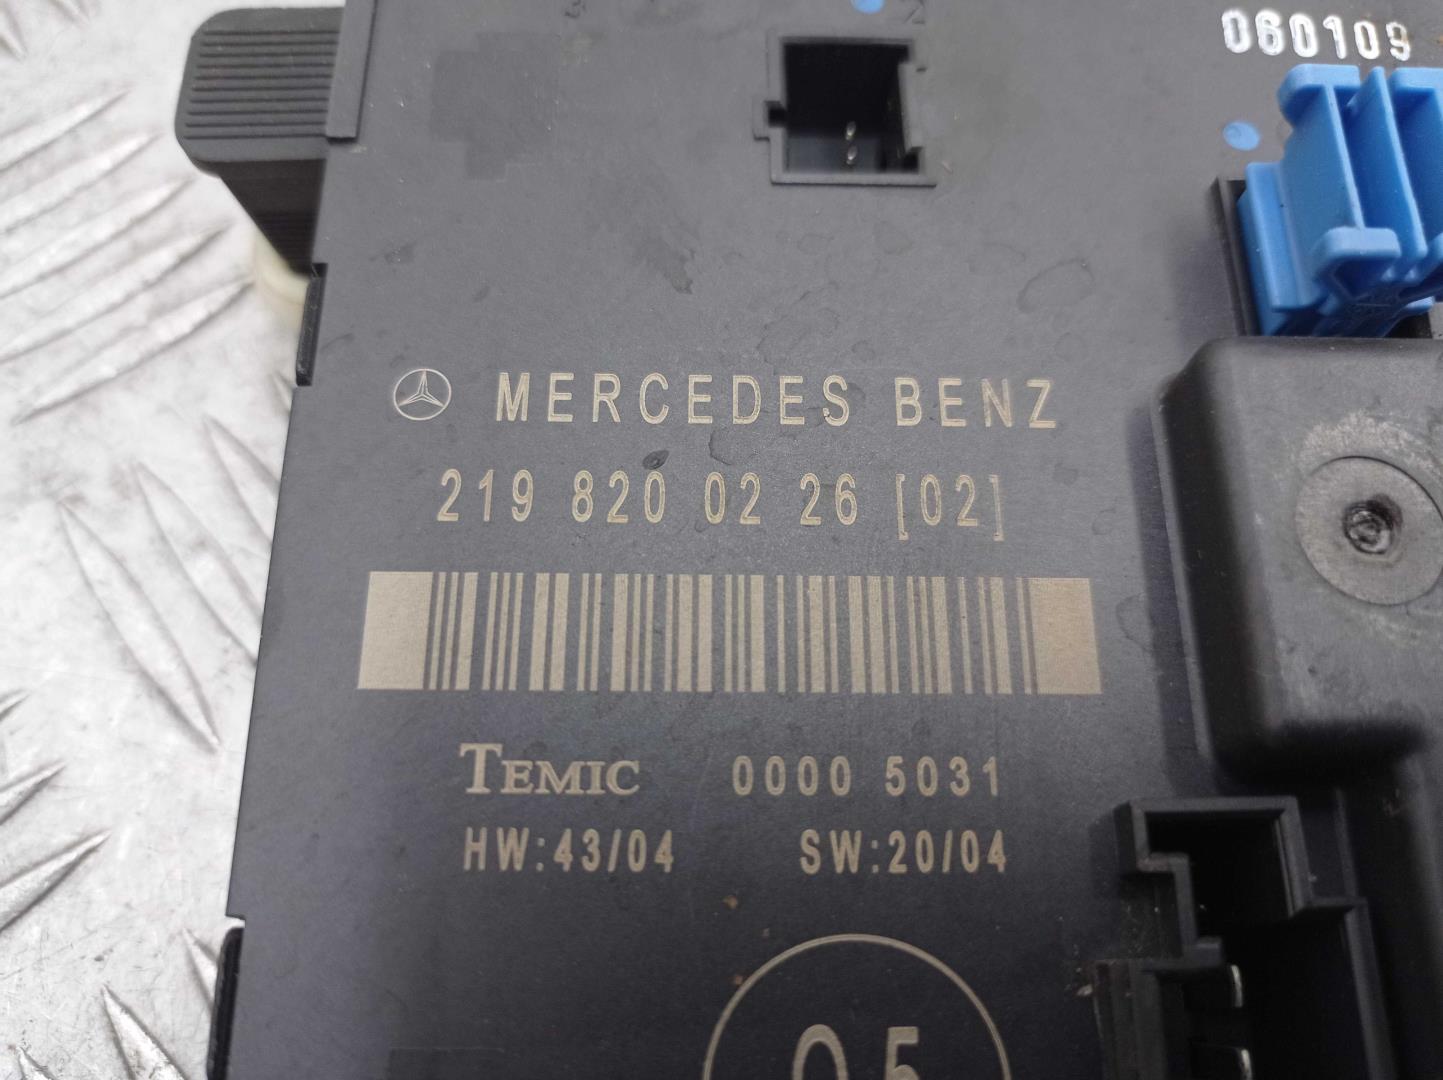 060109
MERCEDES BENZ
219 820 02 26 [02]
TEMIC 0000 5031
HW:43/04 SW:20/04